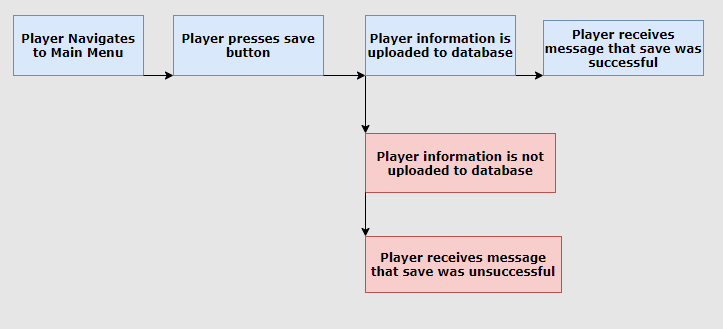 Player Navigates
to Main Menu
Player presses save
button
Player information is
uploaded to database
Player receives
message that save was
successful
Player information is not
uploaded to database
Player receives message
that save was unsuccessful